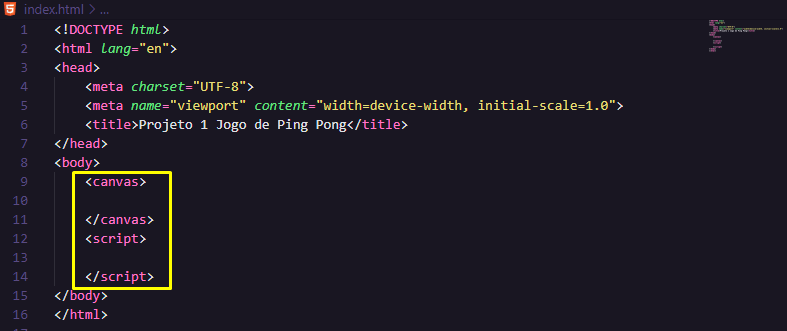 index.html > ...
1 <!DOCTYPE html>
2 <html lang="en">
3 <head>
4 <meta charset="UTF-8">
5 <meta name="viewport" content="width=device-width, initial-scale=1.0">
6 <title>Projeto 1 Jogo de Ping Pong</title>
7 </head>
8 <body>
9 <canvas>
10
11 </canvas>
12 <script>
13
14 </script>
15 </body>
16 </html>
17